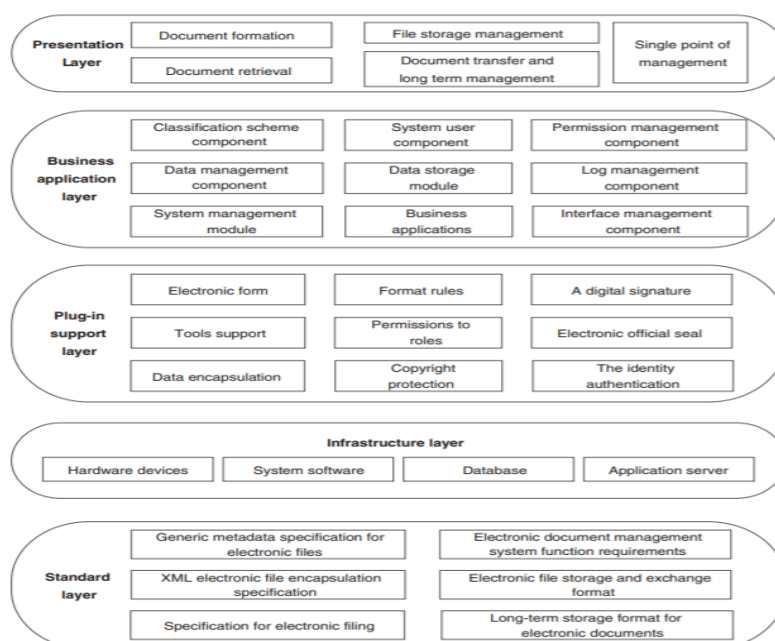 Presentation
Layer
Document formation
File storage management
Single point of
management
Document retrieval
Document transfer and
long term management
Business
application
layer
Classification scheme
component
System user
component
Permission management
component
Data management
component
Data storage
module
Log management
component
System management
module
Business
applications
Interface management
component
Plug-in
support
layer
Electronic form
Format rules
A digital signature
Tools support
Permissions to
roles
Electronic official seal
Data encapsulation
Copyright
protection
The identity
authentication
Infrastructure layer
Hardware devices
System software
Database
Application server
Standard
layer
Generic metadata specification for
electronic files
Electronic document management
system function requirements
XML electronic file encapsulation
specification
Electronic file storage and exchange
format
Specification for electronic filing
Long-term storage format for
electronic documents